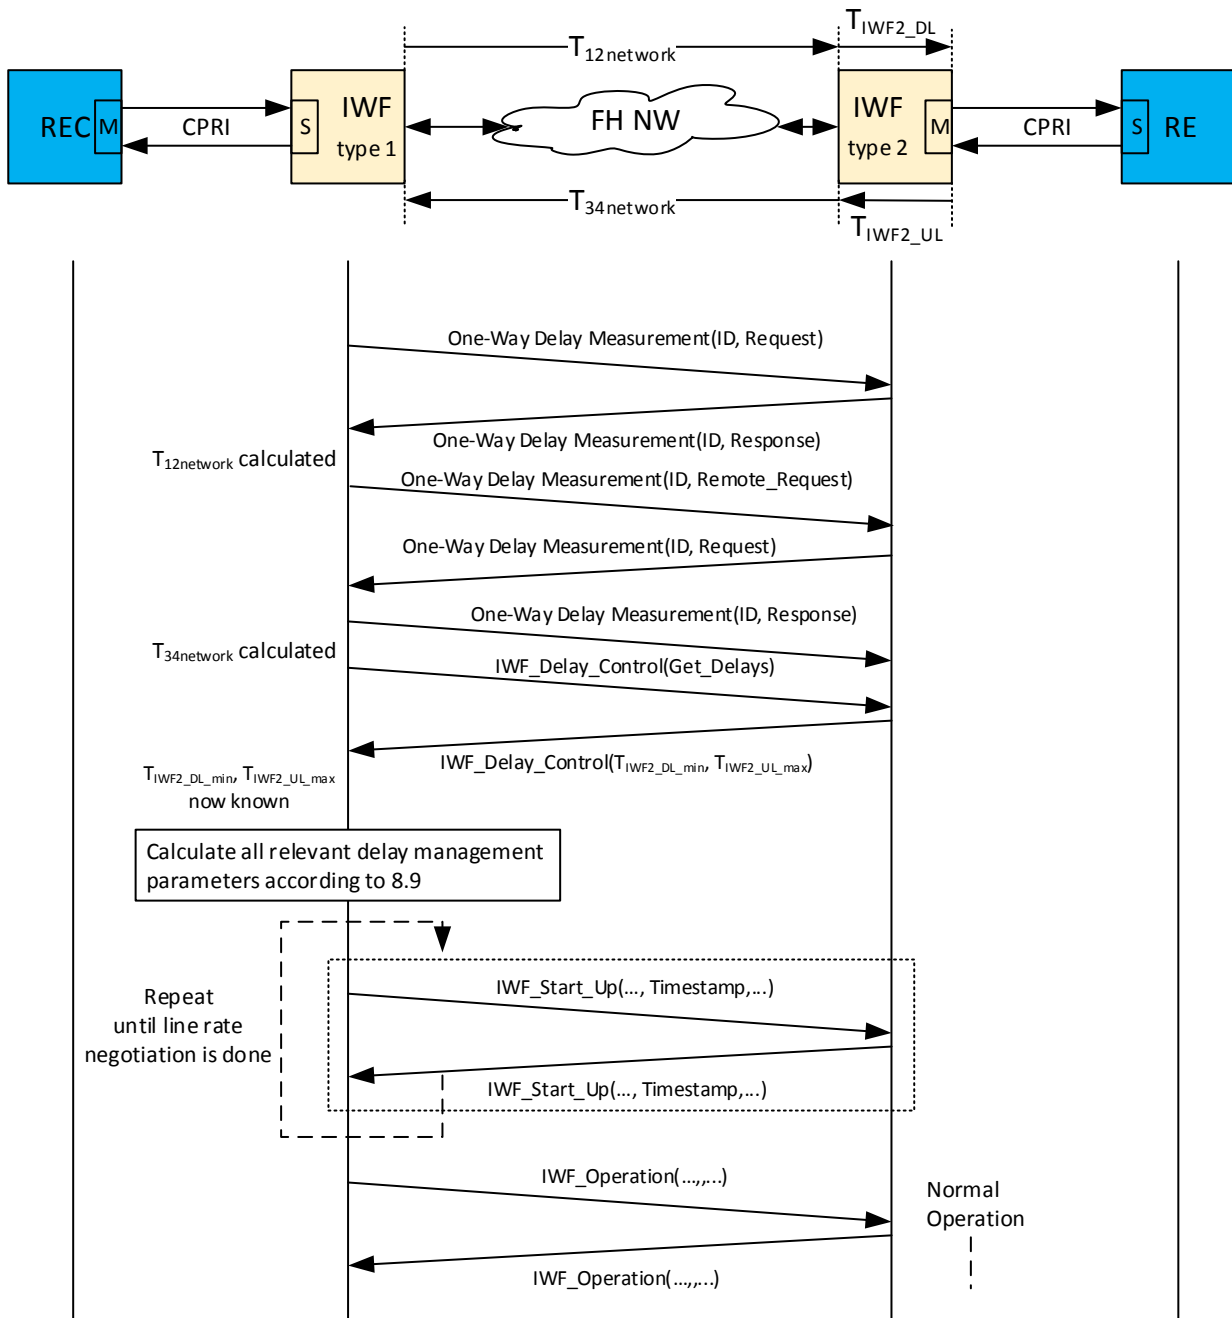 T12network
TIWF2_DL
REC
M
CPRI
S
IWF
type 1
FH NW
IWF
type 2
M
CPRI
S
RE
T34network
TIWF2_UL
One-Way Delay Measurement(ID, Request)
One-Way Delay Measurement(ID, Response)
T12network calculated
One-Way Delay Measurement(ID, Remote_Request)
One-Way Delay Measurement(ID, Request)
One-Way Delay Measurement(ID, Response)
T34network calculated
IWF_Delay_Control(Get_Delays)
IWF_Delay_Control(TIWF2_DL_min, TIWF2_UL_max)
TIWF2_DL_min, TIWF2_UL_max
now known
Calculate all relevant delay management
parameters according to 8.9
Repeat
until line rate
negotiation is done
IWF_Start_Up(..., Timestamp,...)
IWF_Start_Up(..., Timestamp,...)
IWF_Operation(...,,...)
Normal
Operation
IWF_Operation(...,,...)